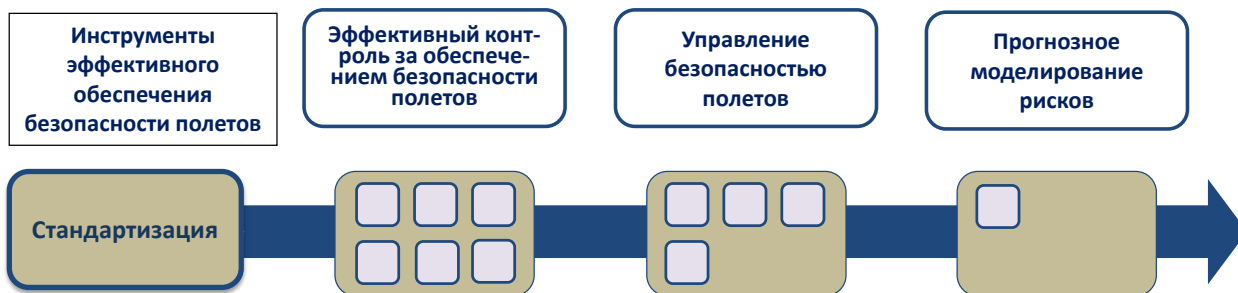 Инструменты
эффективного
обеспечения
безопасности полетов
Эффективный конт-
роль за обеспече-
нием безопасности
полетов
Управление
безопасностью
полетов
Прогнозное
моделирование
рисков
Стандартизация